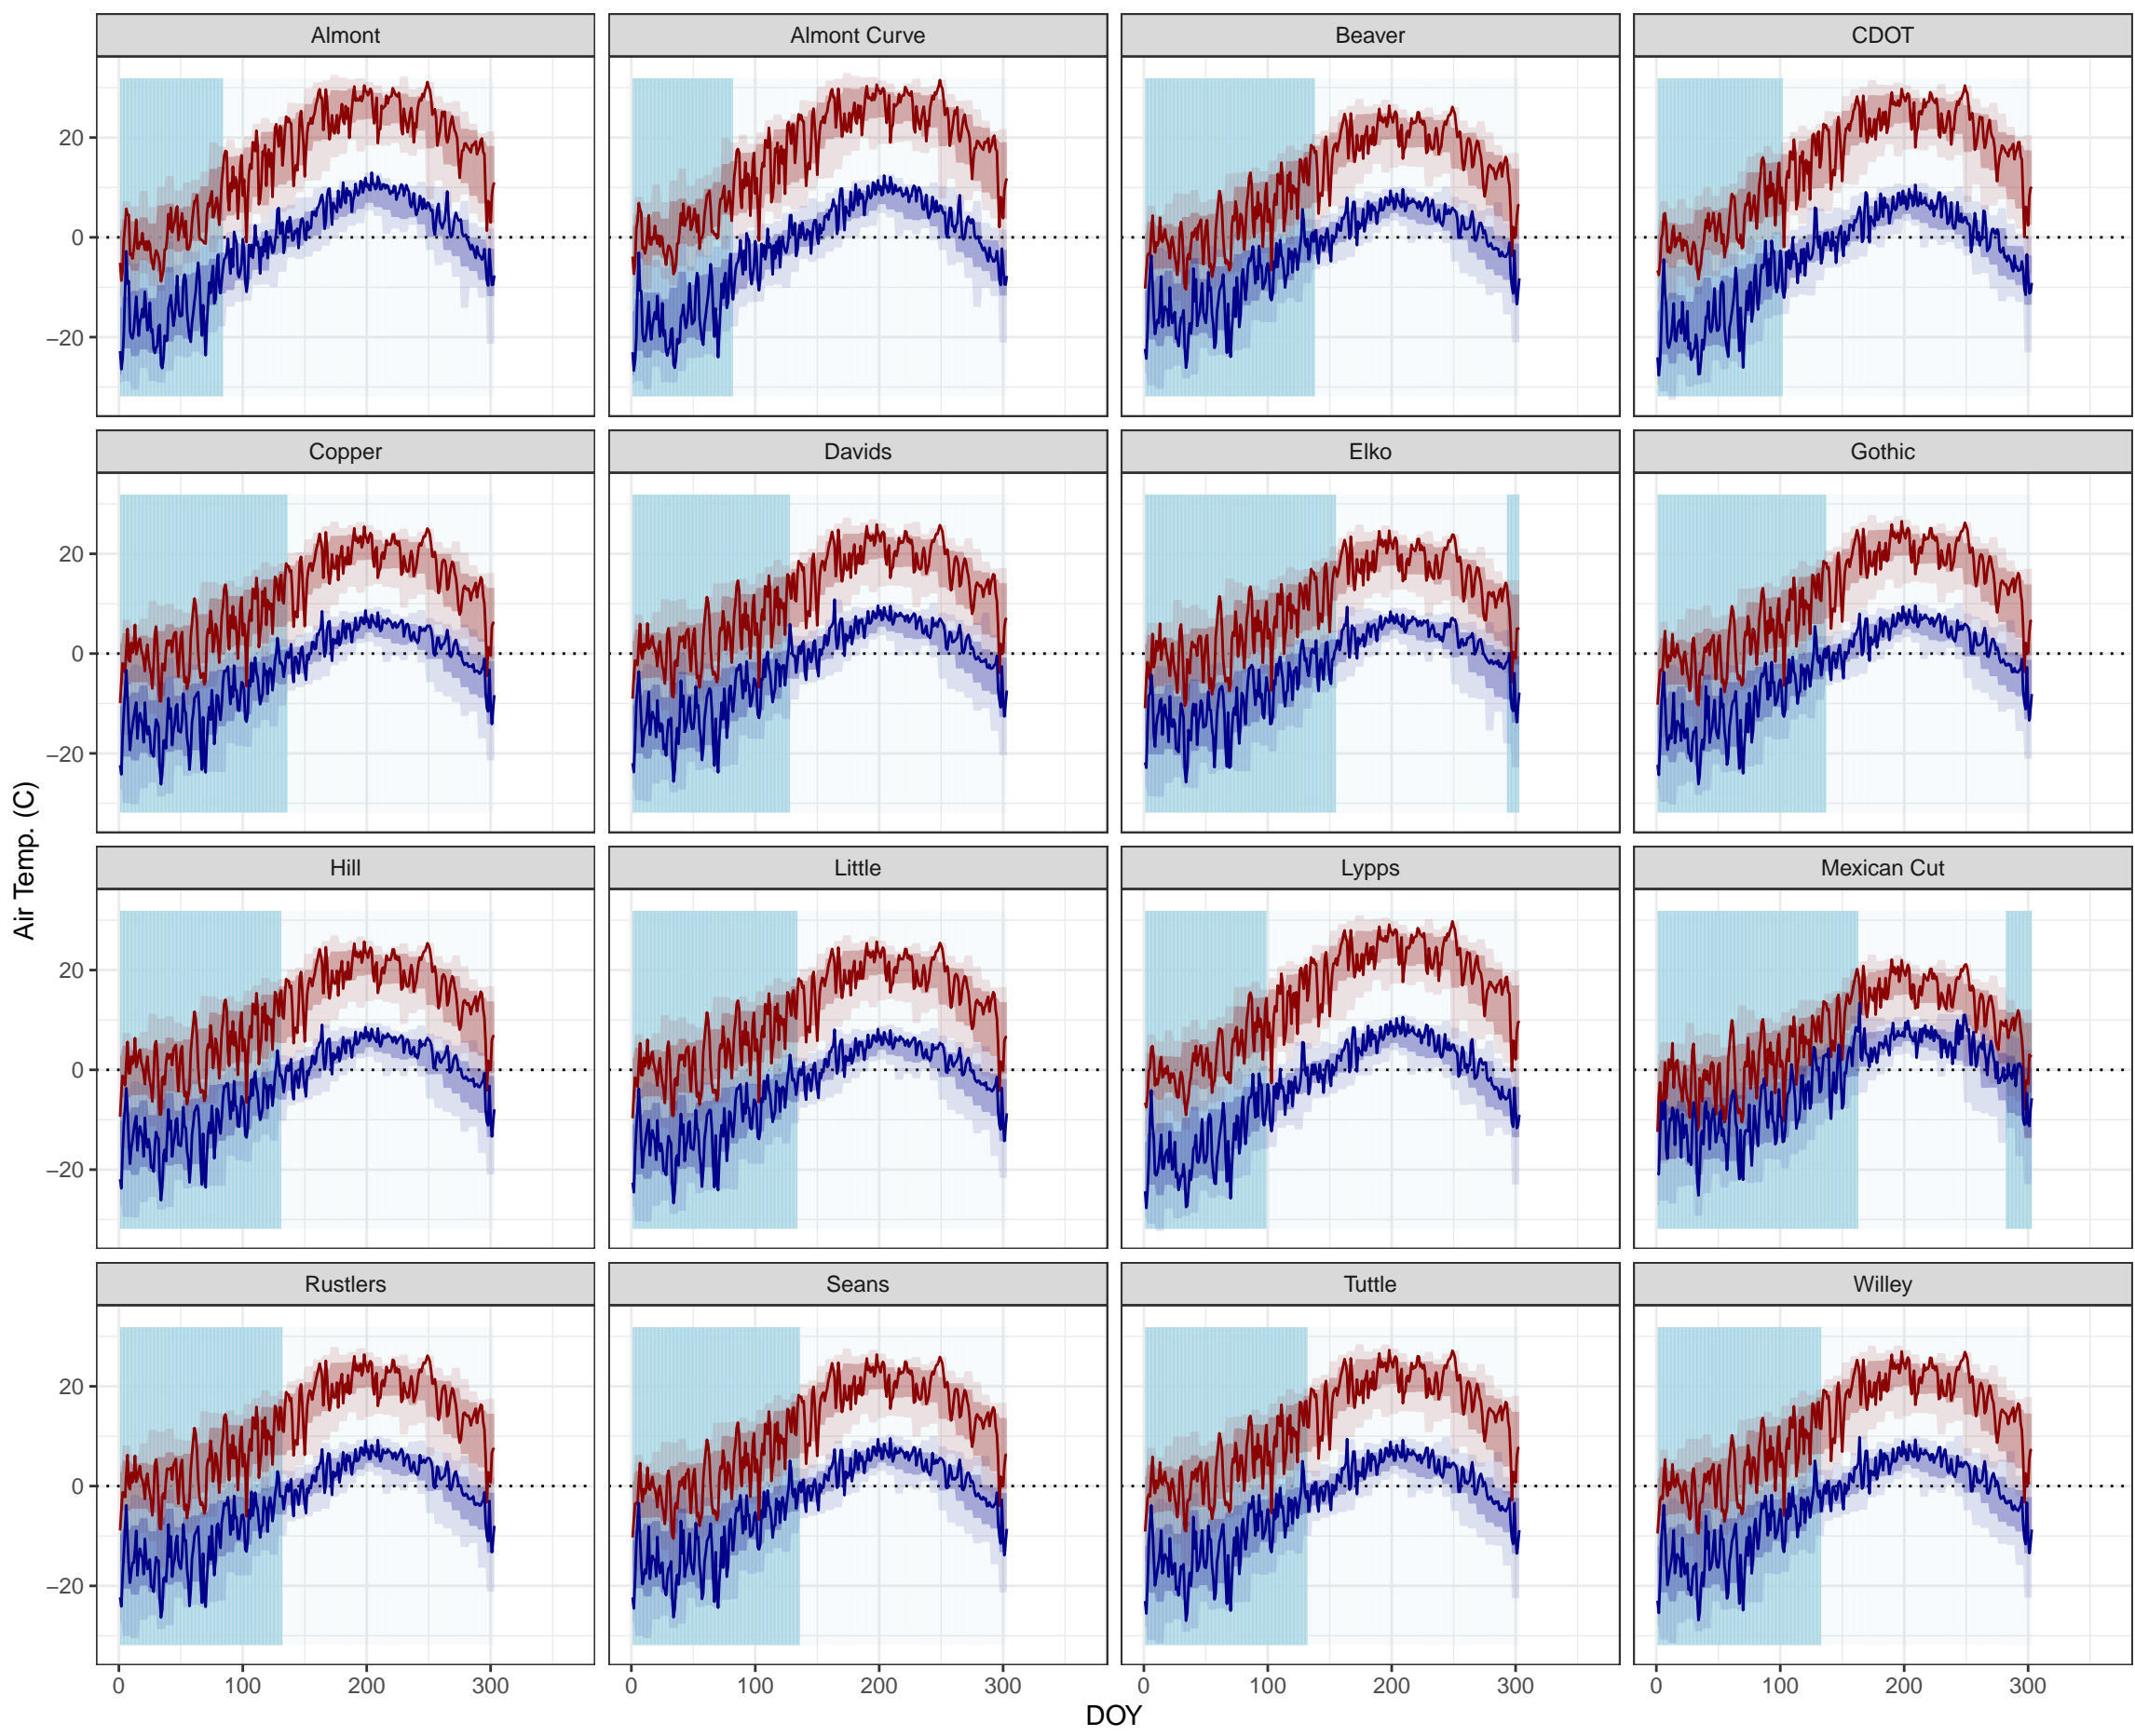 Almont Almont Curve Beaver CDOT
20
0
−20
Copper Davids Elko Gothic
20
0
−20
Air Temp. (C)
Hill Little Lypps Mexican Cut
20
0
−20
Rustlers Seans Tuttle Willey
20
0
−20
0 100 200 300 0 100 200 300 0 100 200 300 0 100 200 300
DOY